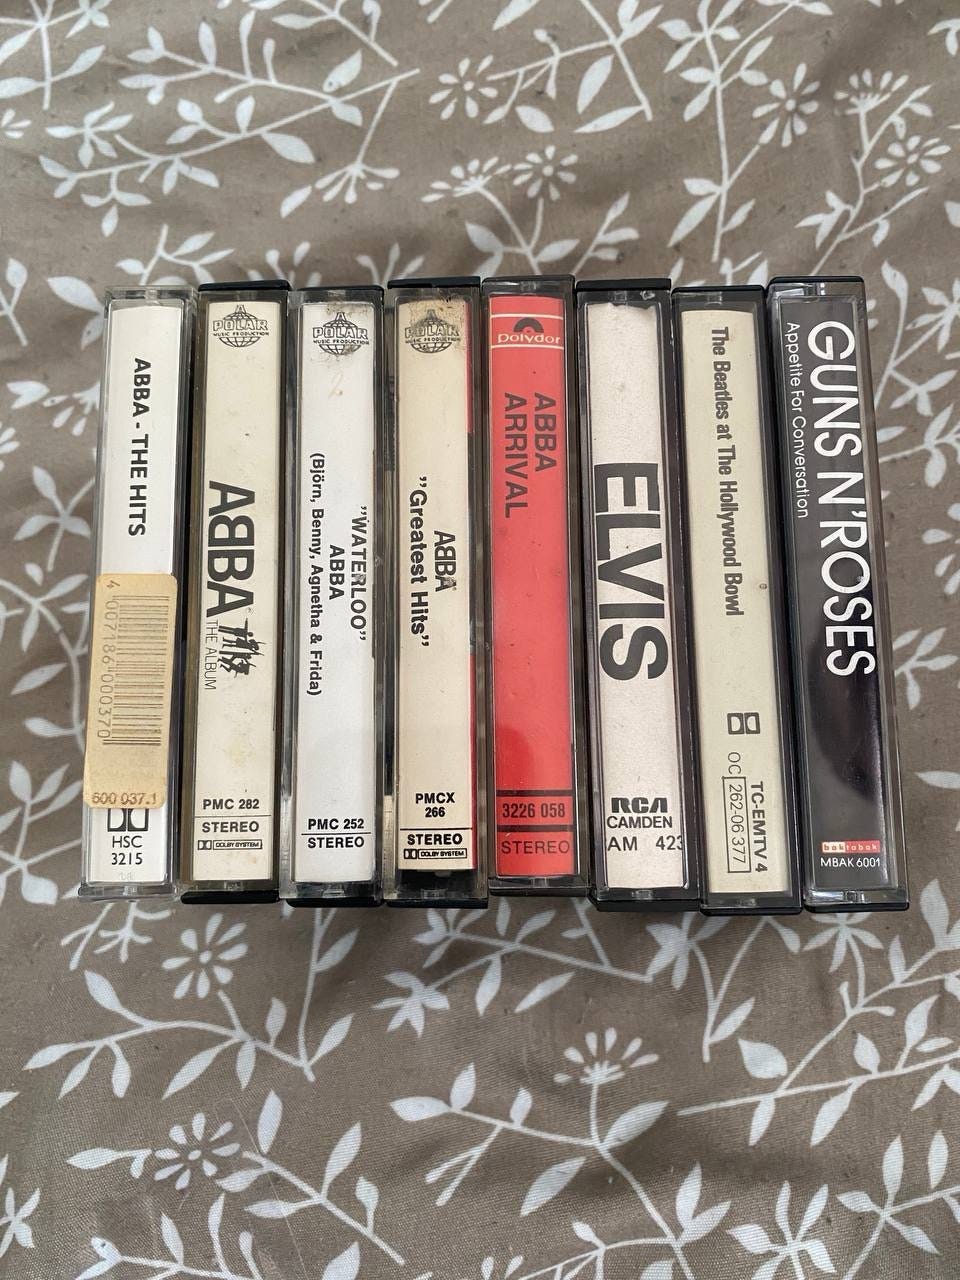 ABBA - THE HITS
4 007186 000370
600 037.1
HSC
3215
POLAR
MUSIC PRODUCTION
ABBA
THE ALBUM
PMC 282
STEREO
DOLBY SYSTEM
POLAR
MUSIC PRODUCTION
2
"WATERLOO"
ABBA
(Björn, Benny, Agnetha & Frida)
PMC 252
STEREO
POLAR
MUSIC PRODUCTION
ABBA
"Greatest Hits"
PMCX
266
STEREO
DOLBY SYSTEM
polydor
ABBA
ARRIVAL
3226 058
STEREO
ELVIS
RCA
CAMDEN
AM 423
The Beatles at The Hollywood Bowl
TC-EMTV 4
OC 262-06 377
GUNS N'ROSES
Appetite For Conversation
baktabak
MBAK 6001